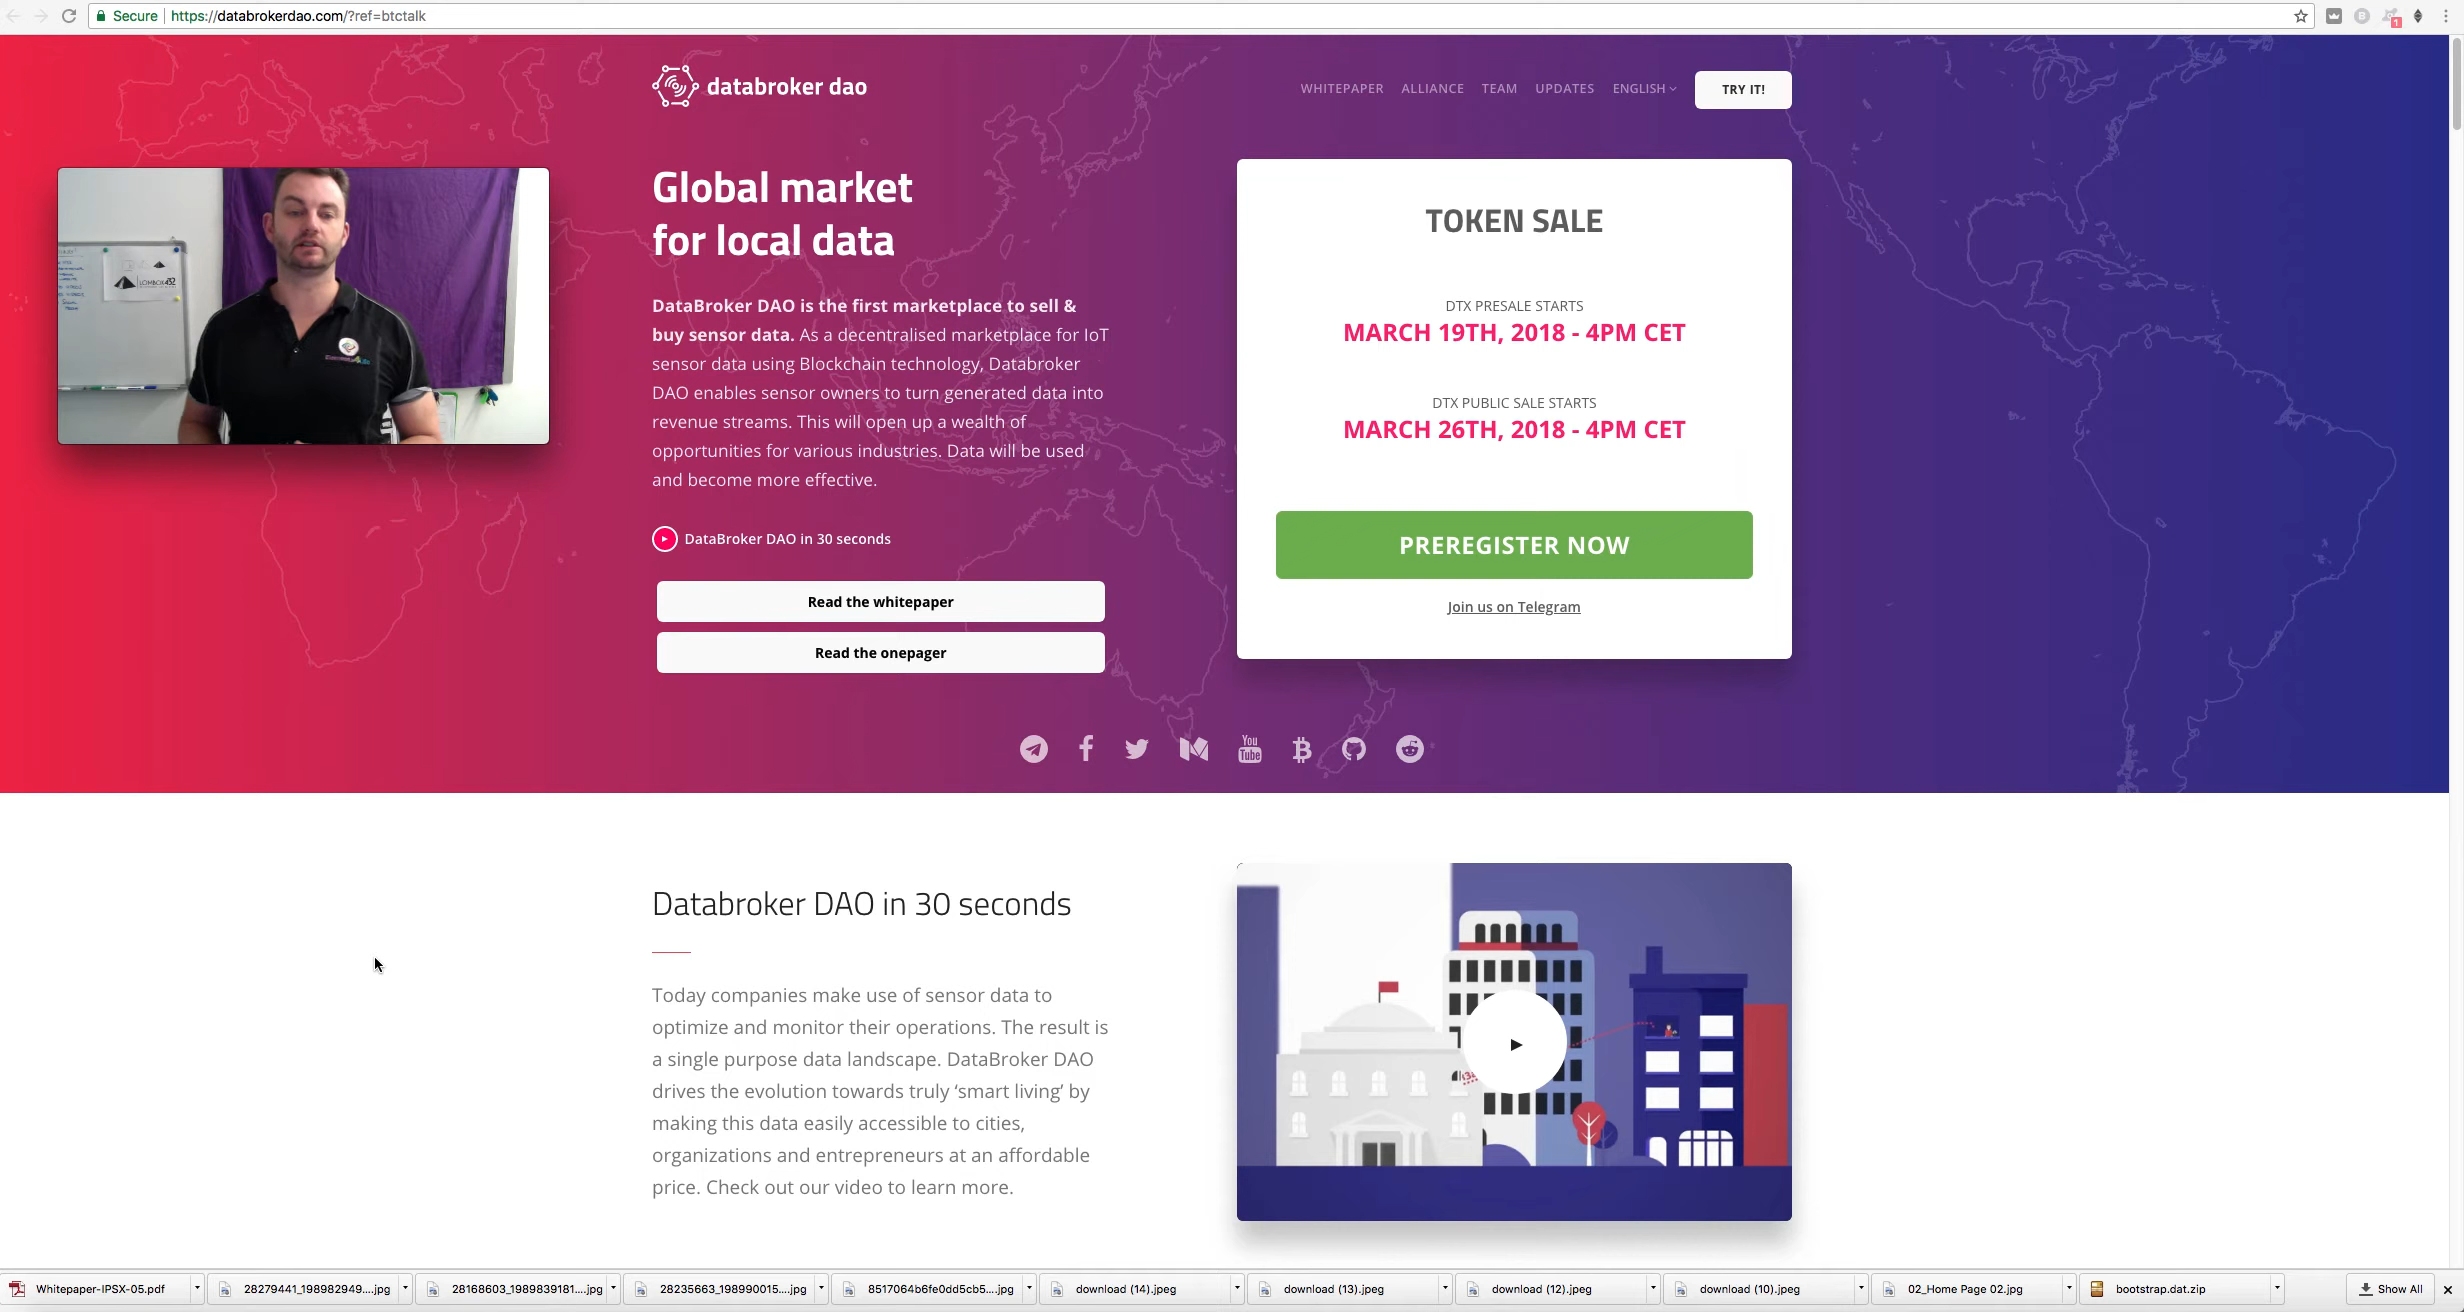 Secure https://databrokerdao.com/?ref=btctalk
1
databroker dao
WHITEPAPER ALLIANCE TEAM UPDATES ENGLISH TRY IT!
Global market
for local data
DataBroker DAO is the first marketplace to sell &
buy sensor data. As a decentralised marketplace for IoT
sensor data using Blockchain technology, Databroker
DAO enables sensor owners to turn generated data into
revenue streams. This will open up a wealth of
opportunities for various industries. Data will be used
and become more effective.
DataBroker DAO in 30 seconds
Read the whitepaper
Read the onepager
LOMBOK432
TOKEN SALE
DTX PRESALE STARTS
MARCH 19TH, 2018 - 4PM CET
DTX PUBLIC SALE STARTS
MARCH 26TH, 2018 - 4PM CET
PREREGISTER NOW
Join us on Telegram
You
Tube
Databroker DAO in 30 seconds
Today companies make use of sensor data to
optimize and monitor their operations. The result is
a single purpose data landscape. DataBroker DAO
drives the evolution towards truly ‘smart living’ by
making this data easily accessible to cities,
organizations and entrepreneurs at an affordable
price. Check out our video to learn more.
Whitepaper-IPSX-05.pdf 28279441_198982949....jpg 28168603_1989839181....jpg 28235663_198990015....jpg 8517064b6fe0dd5cb5....jpg download (14).jpeg download (13).jpeg download (12).jpeg download (10).jpeg 02_Home Page 02.jpg bootstrap.dat.zip Show All